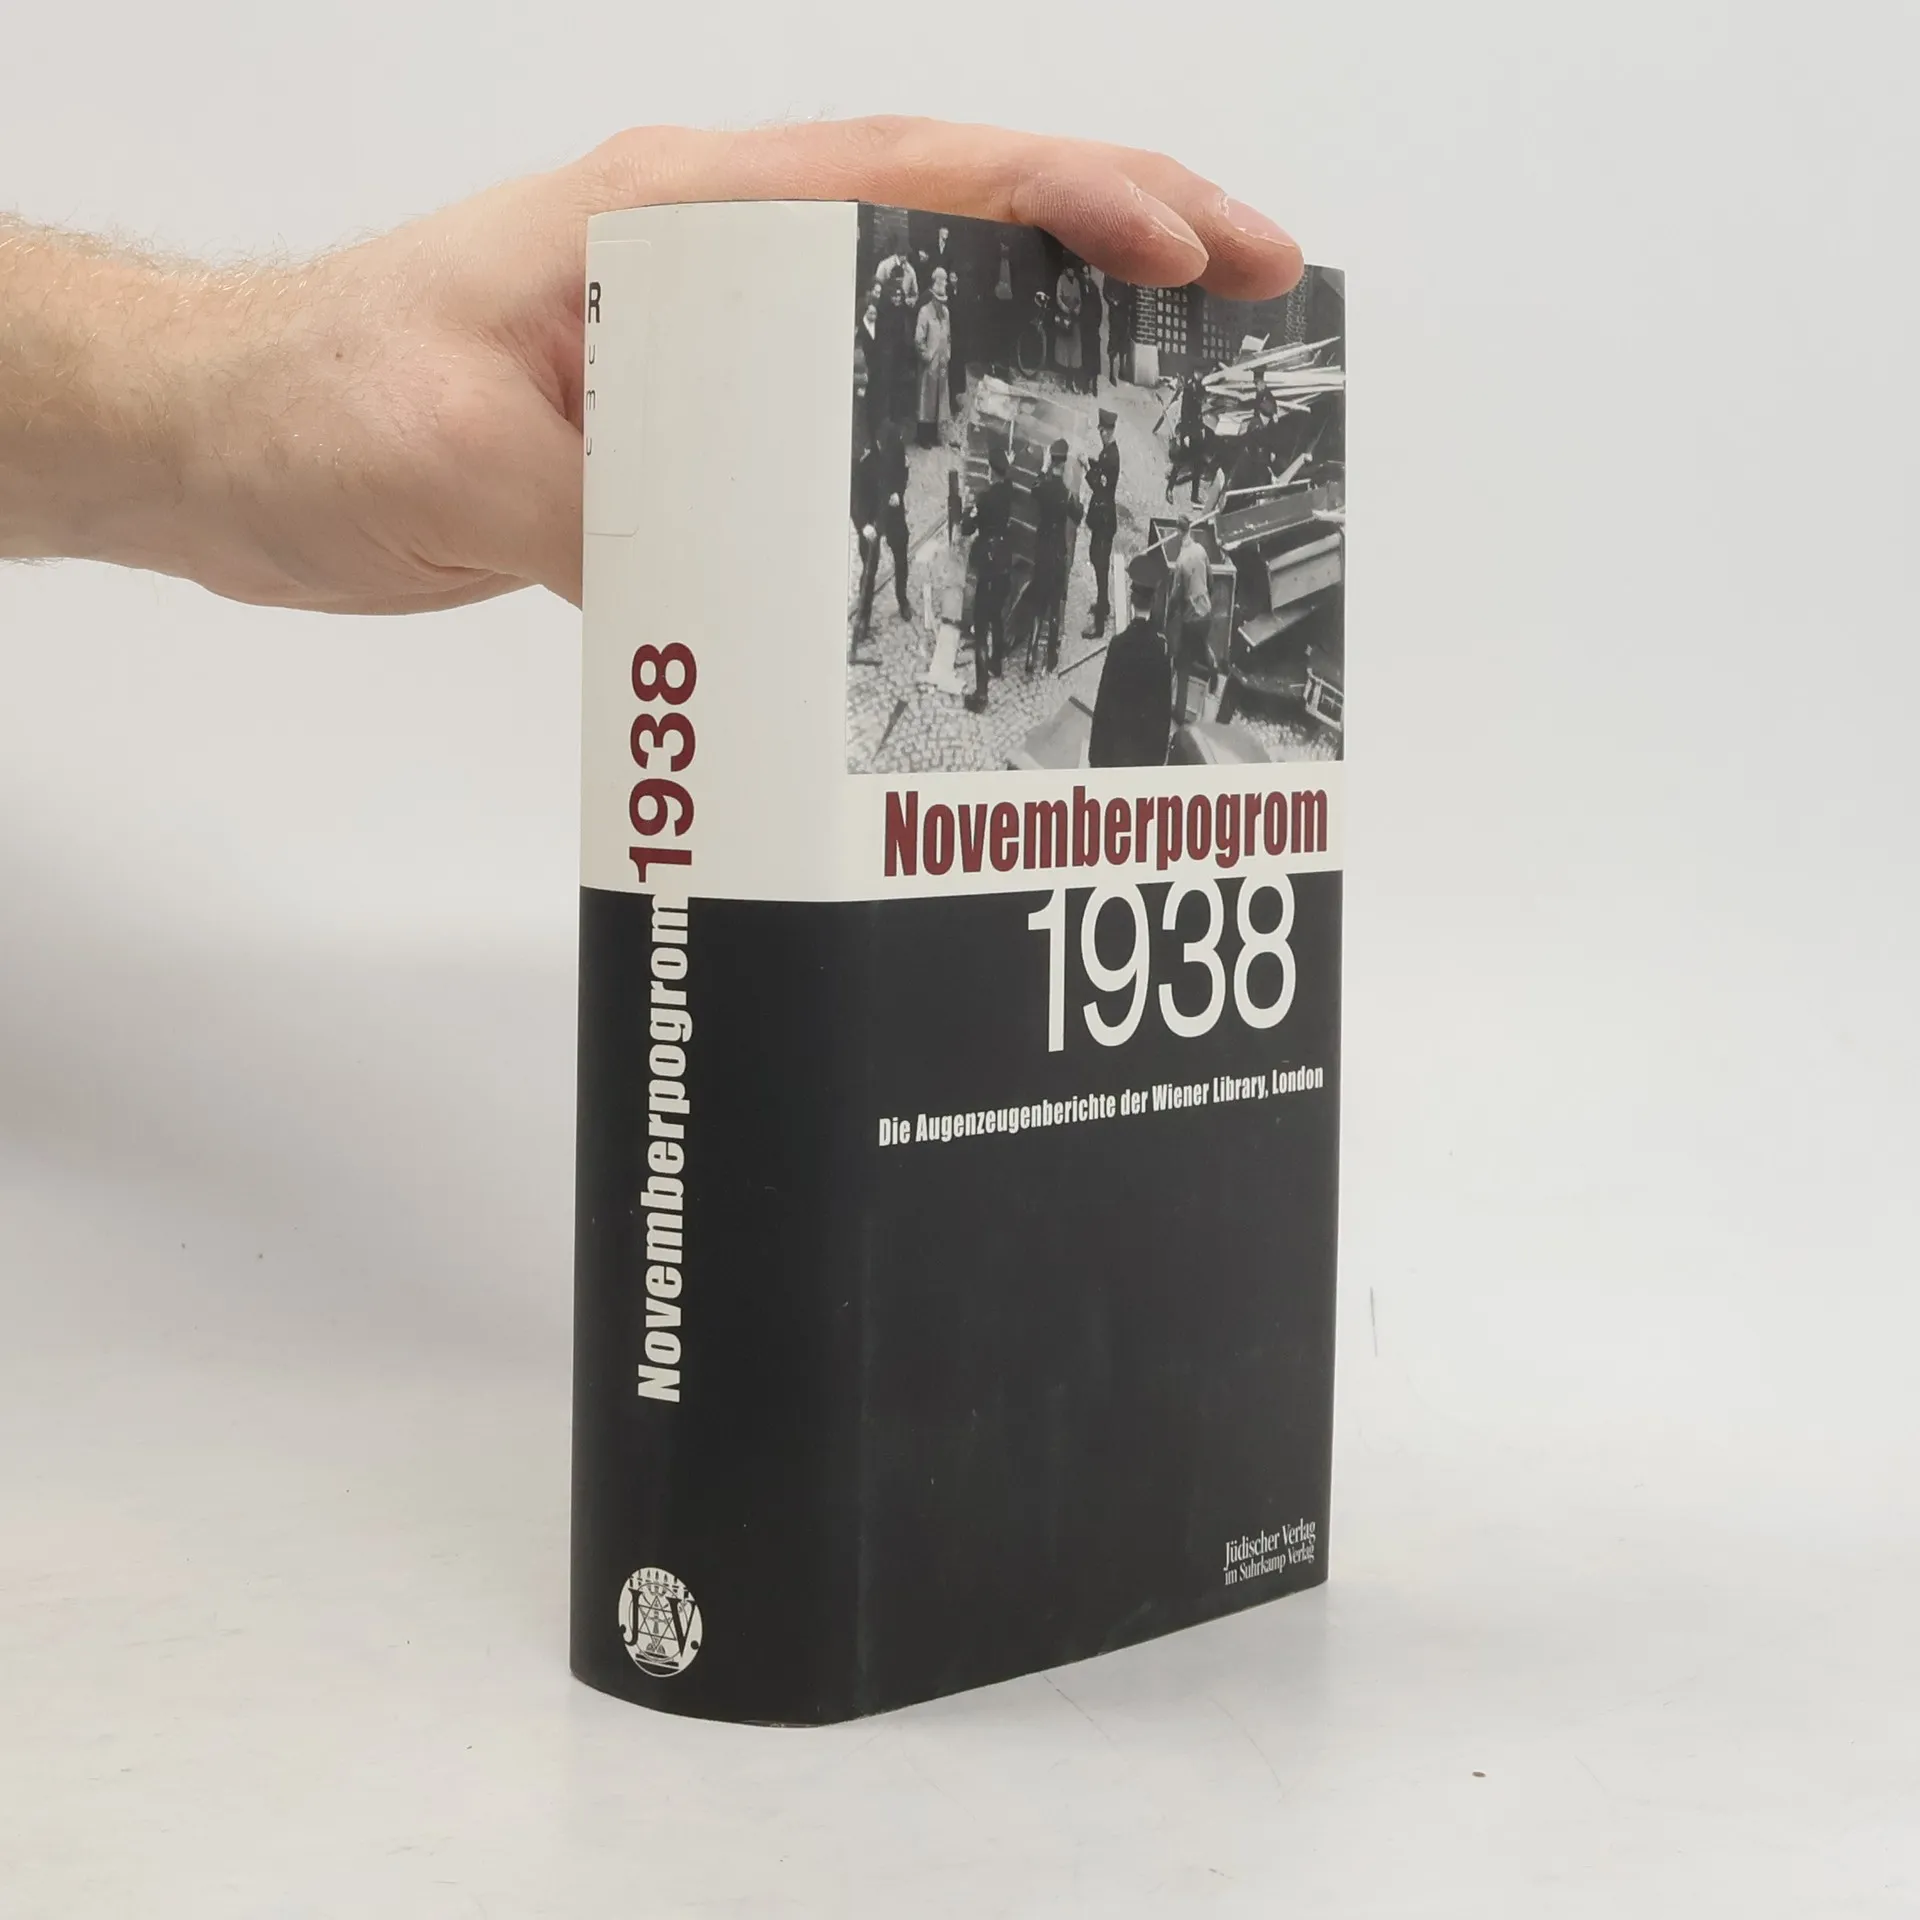 R
u
m
u
Novemberpogrom 1938
J.V.
Novemberpogrom
1938
Die Augenzeugenberichte der Wiener Library, London
Jüdischer Verlag
im Suhrkamp Verlag